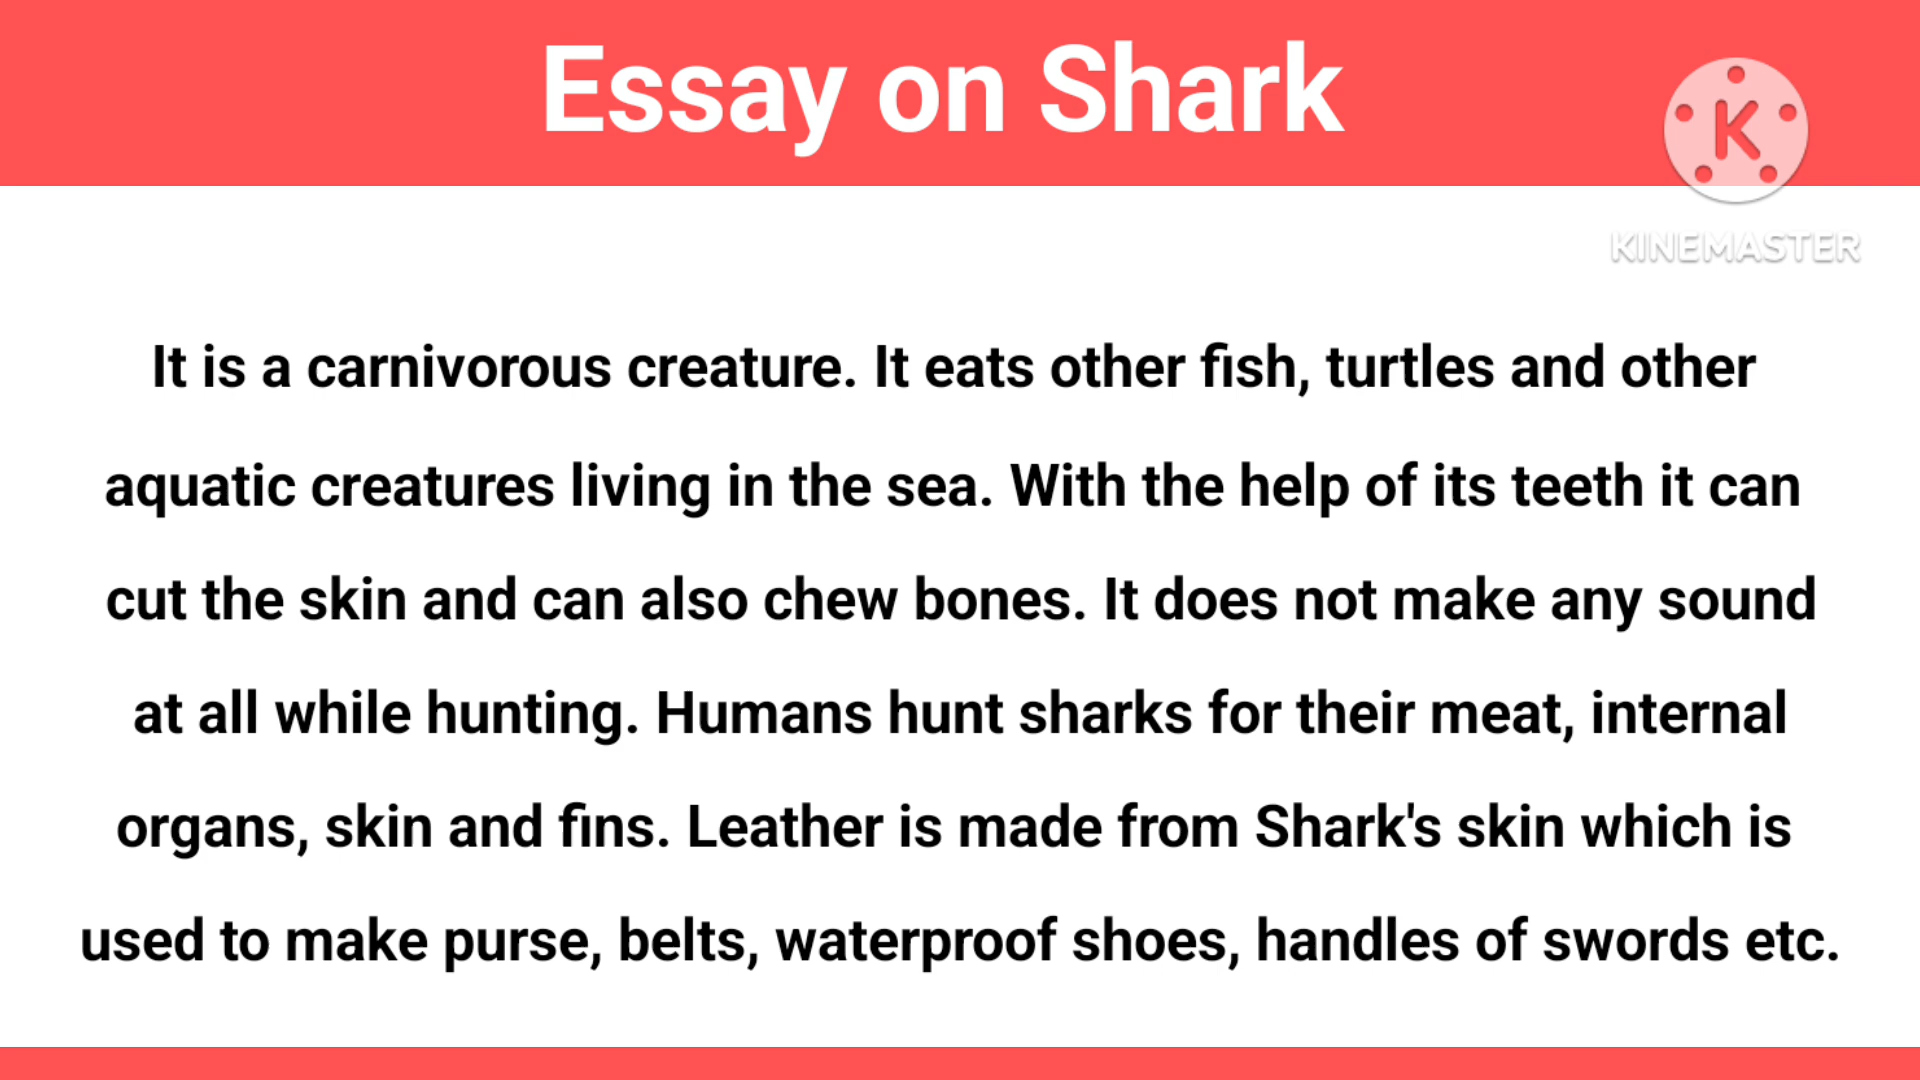 Essay on Shark
K
KINEMASTER
It is a carnivorous creature. It eats other fish, turtles and other
aquatic creatures living in the sea. With the help of its teeth it can
cut the skin and can also chew bones. It does not make any sound
at all while hunting. Humans hunt sharks for their meat, internal
organs, skin and fins. Leather is made from Shark's skin which is
used to make purse, belts, waterproof shoes, handles of swords etc.